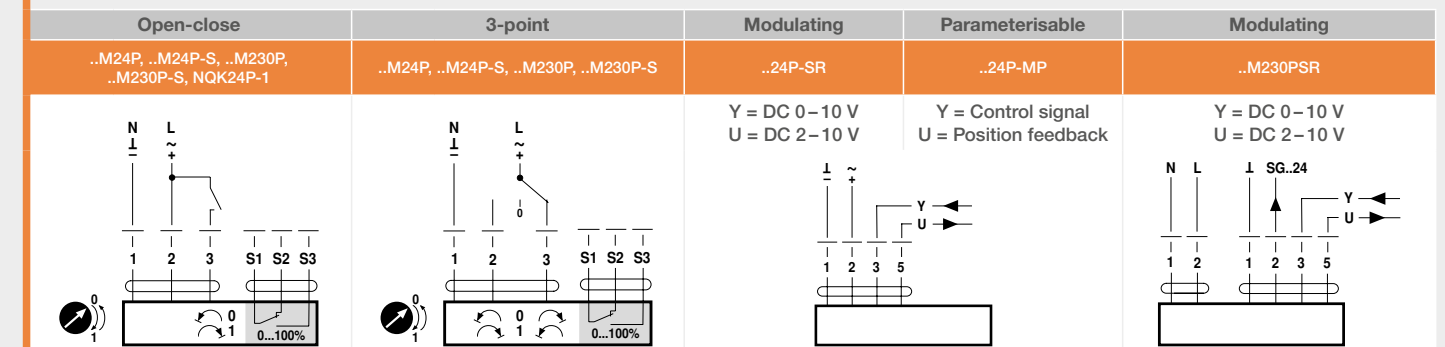 Open-close
3-point
Modulating
Parameterisable
Modulating
..M24P, ..M24P-S, ..M230P,
..M230P-S, NQK24P-1
..M24P, ..M24P-S, ..M230P, ..M230P-S
..24P-SR
..24P-MP
..M230PSR
Y = DC 0–10 V
U = DC 2–10 V
Y = Control signal
U = Position feedback
Y = DC 0–10 V
U = DC 2–10 V
N L
⊥ ~
– +
1 2 3 S1 S2 S3
0
1
0
1
0...100%
N L
⊥ ~
– +
0
1 2 3 S1 S2 S3
0
1
0
1
0...100%
⊥ ~
– +
Y
U
1 2 3 5
N L ⊥ SG..24
Y
U
1 2 1 2 3 5